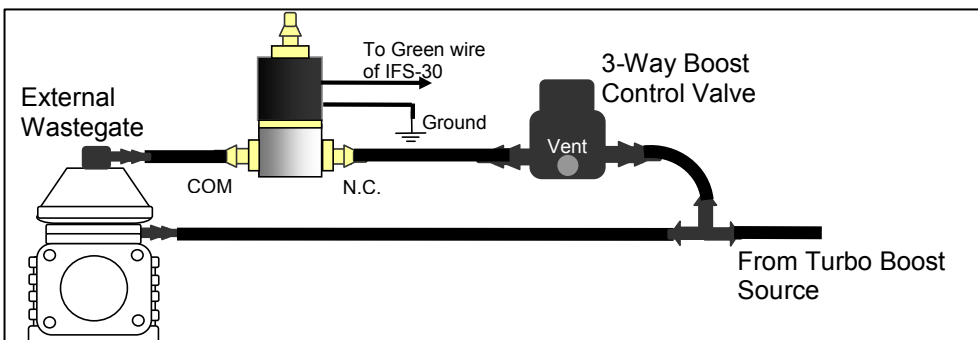 To Green wire
of IFS-30
3-Way Boost
Control Valve
External
Wastegate
Ground
Vent
COM
N.C.
From Turbo Boost
Source